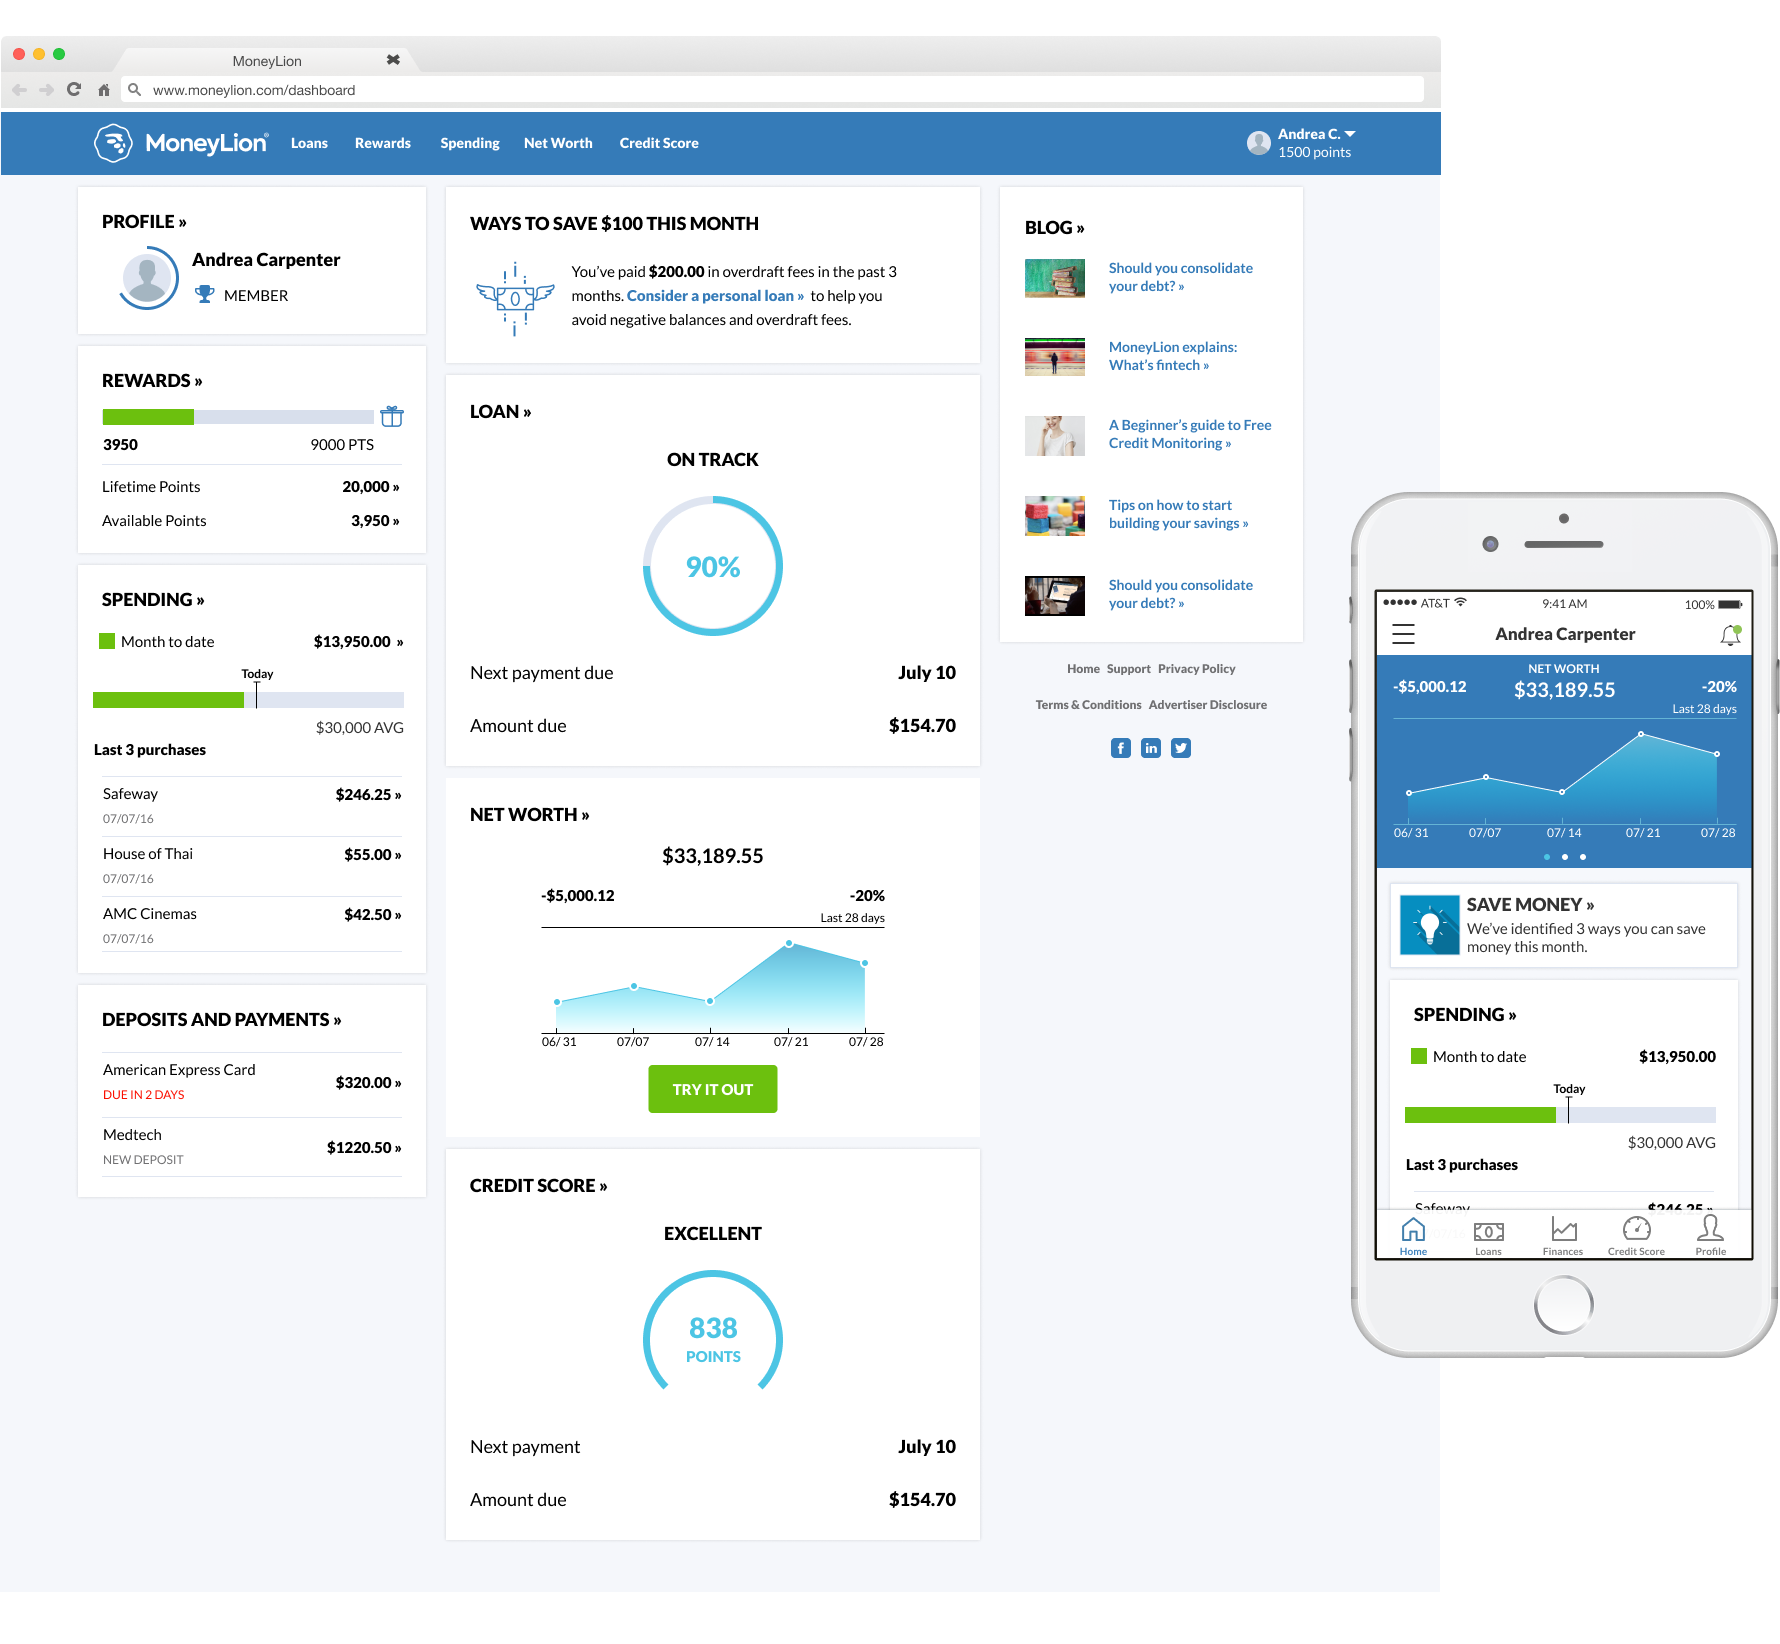 MoneyLion
www.moneylion.com/dashboard
MoneyLion®
Loans
Rewards
Spending
Net Worth
Credit Score
Andrea C.
1500 points
PROFILE »
Andrea Carpenter
MEMBER
REWARDS »
3950
9000 PTS
Lifetime Points
20,000 »
Available Points
3,950 »
SPENDING »
Month to date
$13,950.00 »
Today
$30,000 AVG
Last 3 purchases
Safeway
$246.25 »
07/07/16
House of Thai
$55.00 »
07/07/16
AMC Cinemas
$42.50 »
07/07/16
DEPOSITS AND PAYMENTS »
American Express Card
$320.00 »
DUE IN 2 DAYS
Medtech
$1220.50 »
NEW DEPOSIT
WAYS TO SAVE $100 THIS MONTH
You've paid $200.00 in overdraft fees in the past 3
months. Consider a personal loan » to help you
avoid negative balances and overdraft fees.
LOAN »
ON TRACK
90%
Next payment due
July 10
Amount due
$154.70
NET WORTH »
$33,189.55
-$5,000.12
-20%
Last 28 days
06/ 31
07/07
07/ 14
07/ 21
07/ 28
TRY IT OUT
CREDIT SCORE »
EXCELLENT
838
POINTS
Next payment
July 10
Amount due
$154.70
BLOG »
Should you consolidate
your debt? »
MoneyLion explains:
What's fintech »
A Beginner's guide to Free
Credit Monitoring »
Tips on how to start
building your savings »
Should you consolidate
your debt? »
Home Support Privacy Policy
Terms & Conditions Advertiser Disclosure
AT&T
9:41 AM
100%
Andrea Carpenter
NET WORTH
-$5,000.12
$33,189.55
-20%
Last 28 days
06/ 31
07/07
07/ 14
07/ 21
07/ 28
SAVE MONEY »
We've identified 3 ways you can save
money this month.
SPENDING »
Month to date
$13,950.00
Today
$30,000 AVG
Last 3 purchases
Safeway
$246.25 »
Home
Loans
Finances
Credit Score
Profile